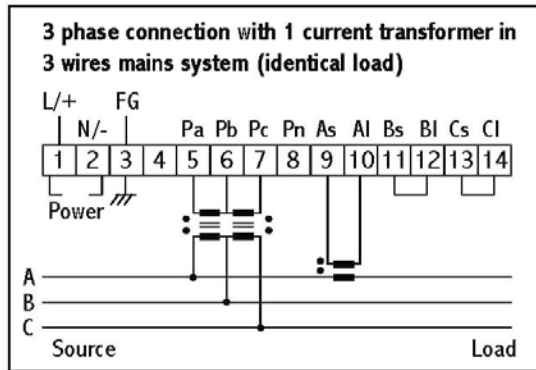 3 phase connection with 1 current transformer in
3 wires mains system (identical load)
L/+ FG
N/- Pa Pb Pc Pn As Al Bs Bl Cs Cl
1 2 3 4 5 6 7 8 9 10 11 12 13 14
Power
A
B
C
Source Load